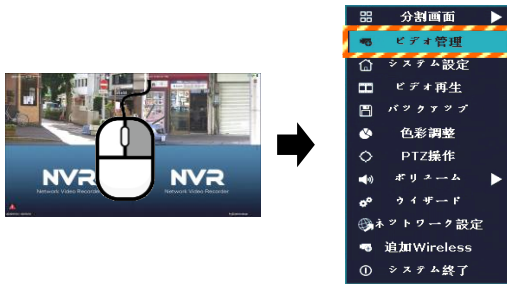 NVR
Network Video Recorder
NVR
Network Video Recorder
分割画面
ビデオ管理
システム設定
ビデオ再生
バックアップ
色彩調整
PTZ操作
ボリューム
ウイザード
ネットワーク設定
追加Wireless
システム終了